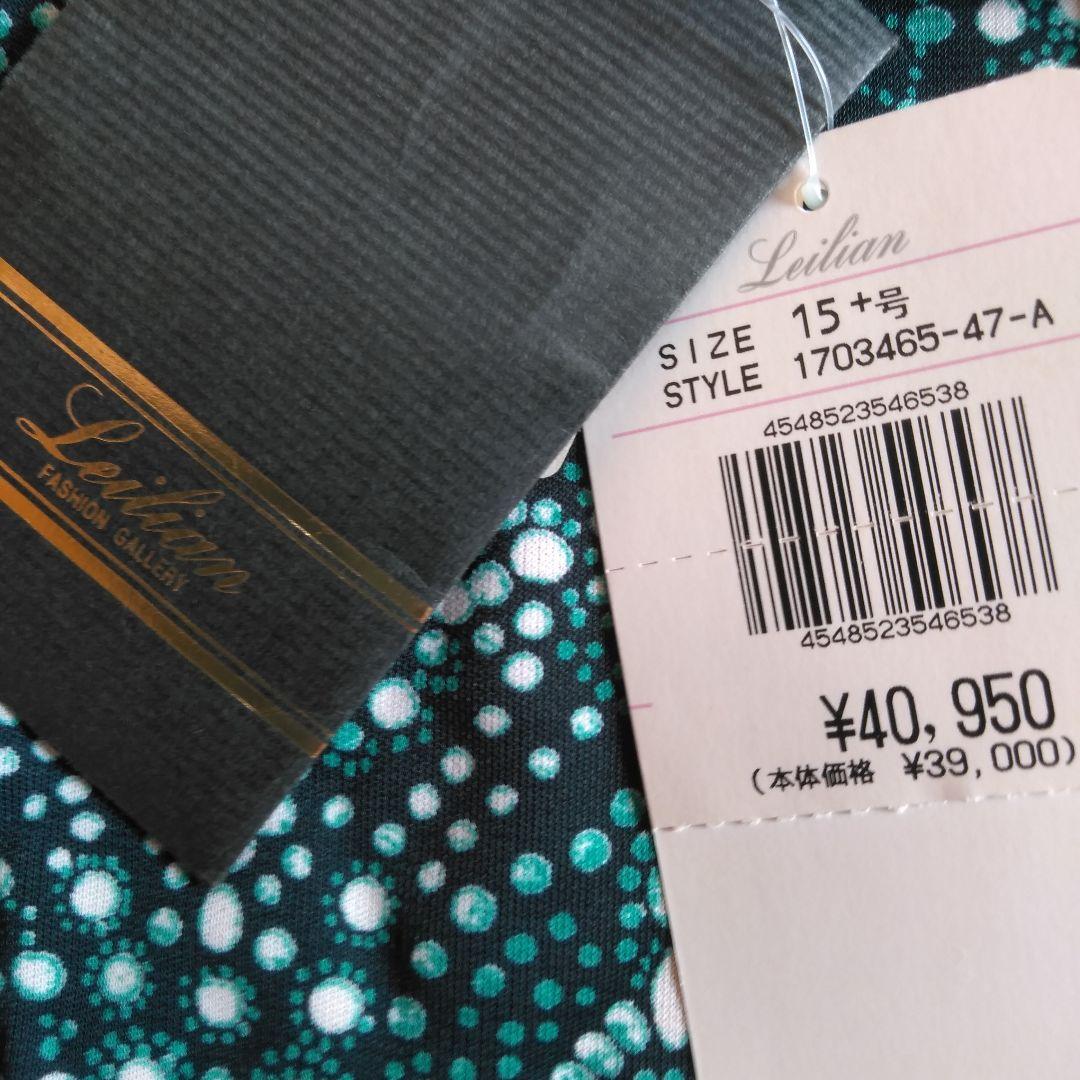 Leilian
FASHION GALLERY
Leilian
SIZE 15+号
STYLE 1703465-47-A
4548523546538
4548523546538
¥40,950
(本体価格 ¥39,000)